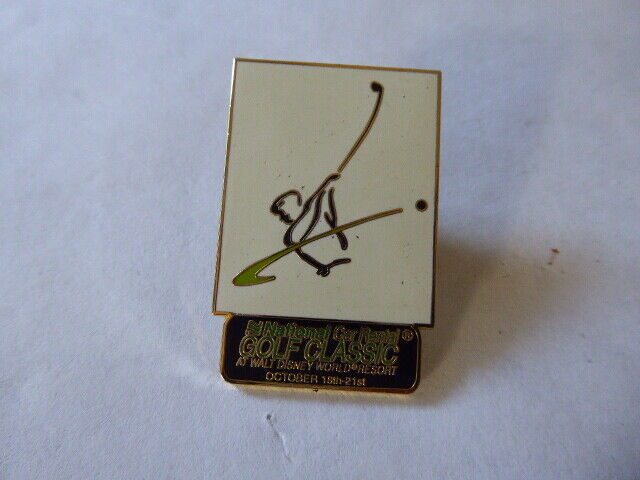 National Car Rental®
GOLF CLASSIC
AT WALT DISNEY WORLD® RESORT
OCTOBER 15th-21st